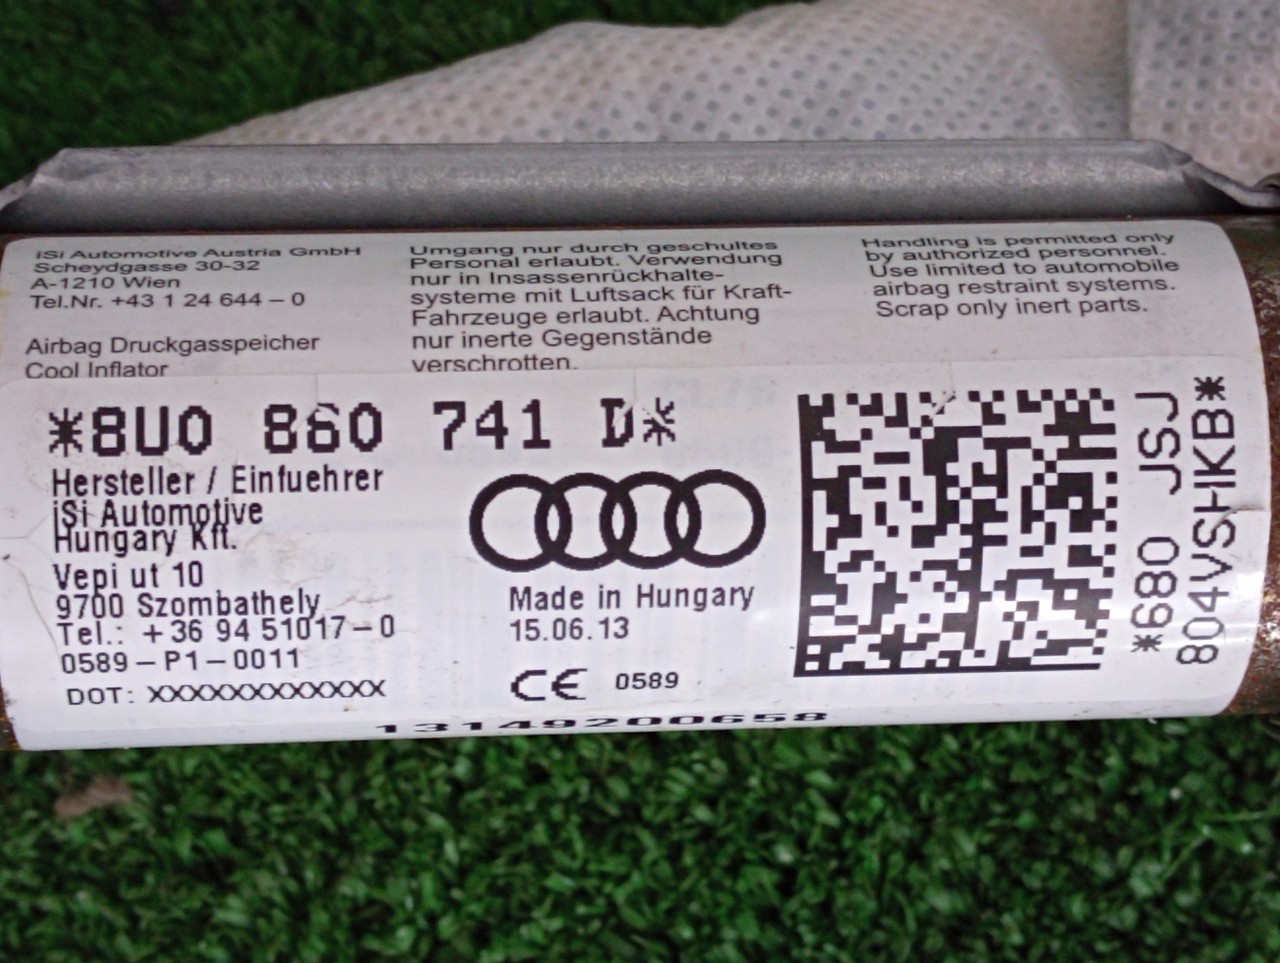 iSi Automotive Austria GmbH
Scheydgasse 30-32
A-1210 Wien
Tel.Nr. +43 1 24 644 – 0
Airbag Druckgasspeicher
Cool Inflator
Umgang nur durch geschultes
Personal erlaubt. Verwendung
nur in Insassenrückhalte-
systeme mit Luftsack für Kraft-
Fahrzeuge erlaubt. Achtung
nur inerte Gegenstände
verschrotten.
Handling is permitted only
by authorized personnel.
Use limited to automobile
airbag restraint systems.
Scrap only inert parts.
*8U0 860 741 D*
Hersteller / Einfuehrer
iSi Automotive
Hungary Kft.
Vepi ut 10
9700 Szombathely
Tel.: +36 94 51017-0
0589-P1-0011
DOT: XXXXXXXXXXXXX
Made in Hungary
15.06.13
CE 0589
*680 JSJ
804VSHKB*
13149200658